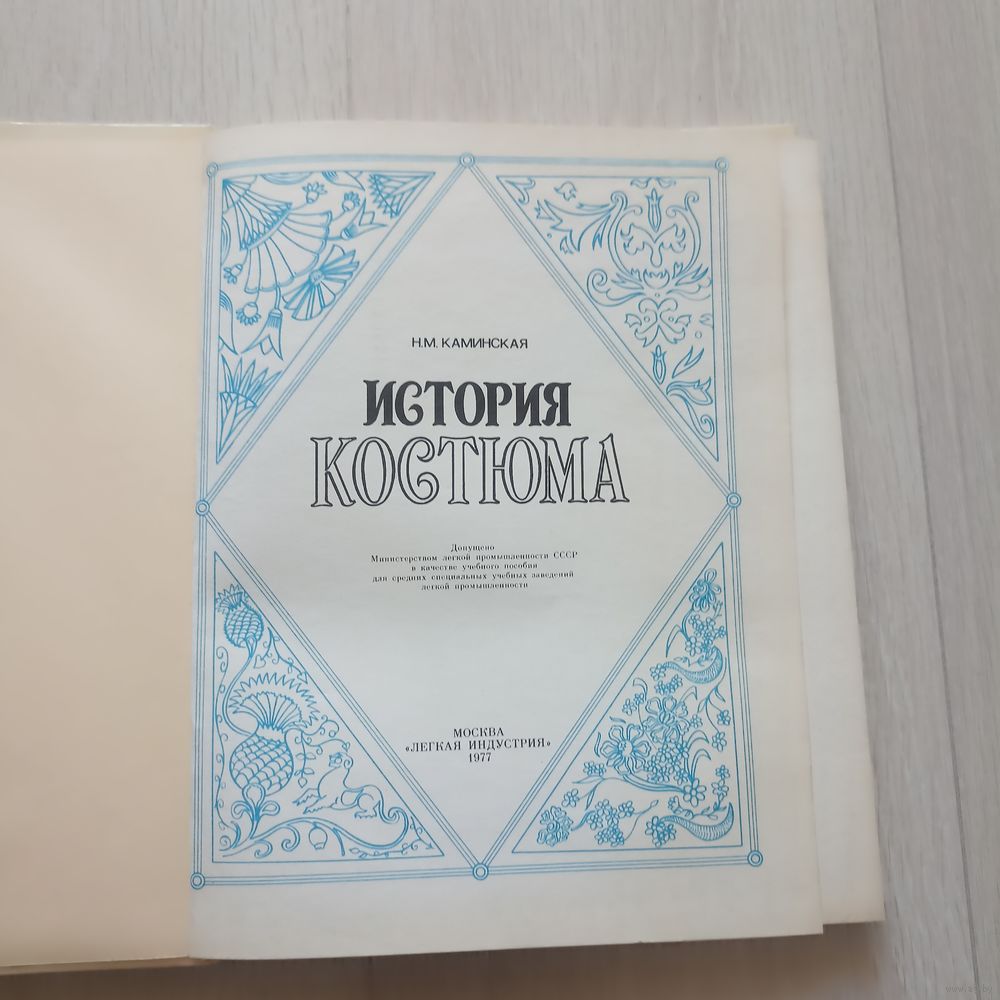 Н.М. КАМИНСКАЯ
ИСТОРИЯ
КОСТЮМА
Допущено
Министерством легкой промышленности СССР
в качестве учебного пособия
для средних специальных учебных заведений
легкой промышленности
МОСКВА
«ЛЕГКАЯ ИНДУСТРИЯ»
1977